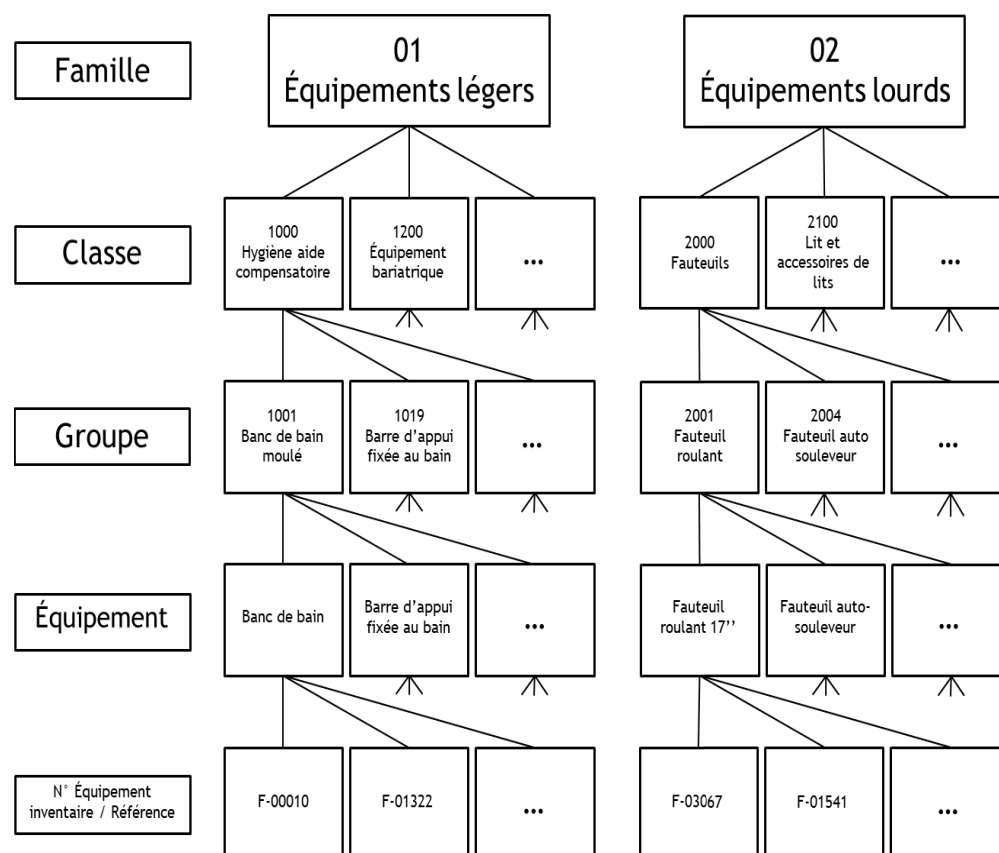 Famille
01
Équipements légers
02
Équipements lourds
Classe
1000
Hygiène aide
compensatoire
1200
Équipement
bariatrique
...
2000
Fauteuils
2100
Lit et
accessoires de
lits
...
Groupe
1001
Banc de bain
moulé
1019
Barre d’appui
fixée au bain
...
2001
Fauteuil
roulant
2004
Fauteuil auto
souleveur
...
Équipement
Banc de bain
Barre d’appui
fixée au bain
...
Fauteuil
roulant 17’’
Fauteuil auto-
souleveur
...
N° Équipement
inventaire / Référence
F-00010
F-01322
...
F-03067
F-01541
...